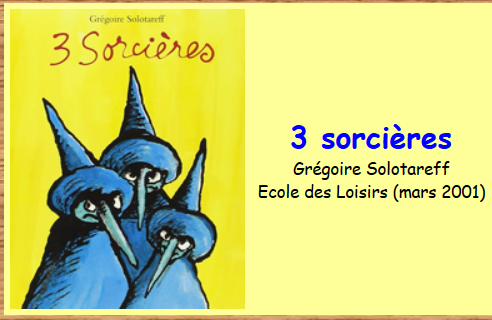 Grégoire Solotareff
3 Sorcières
3 sorcières
Grégoire Solotareff
Ecole des Loisirs (mars 2001)